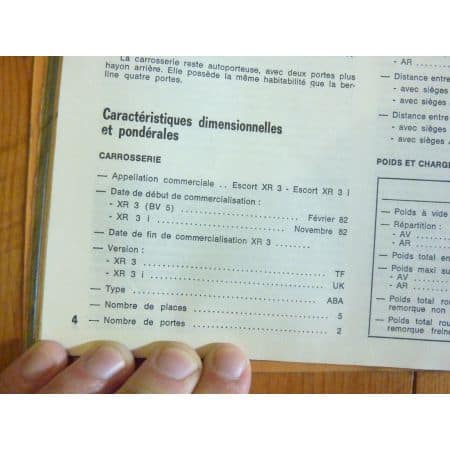 La carrosserie reste autoporteuse, avec deux portes plus
hayon arrière. Elle possède la même habitabilité que la ber-
line quatre portes.
Caractéristiques dimensionnelles
et pondérales
CARROSSERIE
— Appellation commerciale .. Escort XR 3 - Escort XR 3 I
— Date de début de commercialisation :
- XR 3 (BV 5) .............................. Février 82
- XR 3 i .............................. Novembre 82
— Date de fin de commercialisation XR 3 ........
— Version :
- XR 3 .............................. TF
- XR 3 i .............................. UK
— Type .............................. ABA
— Nombre de places .............................. 5
— Nombre de portes .............................. 2
4
- AR ..........
— Distance entre
- avec sièges
- avec sièges
— Distance entre
- avec sièges
- avec sièges
POIDS ET CHARGE
— Poids à vide
— Répartition :
- AV ..........
- AR ..........
— Poids total en
— Poids maxi su
- AV ..........
- AR ..........
— Poids total rou
remorque non
— Poids total rou
remorque frein